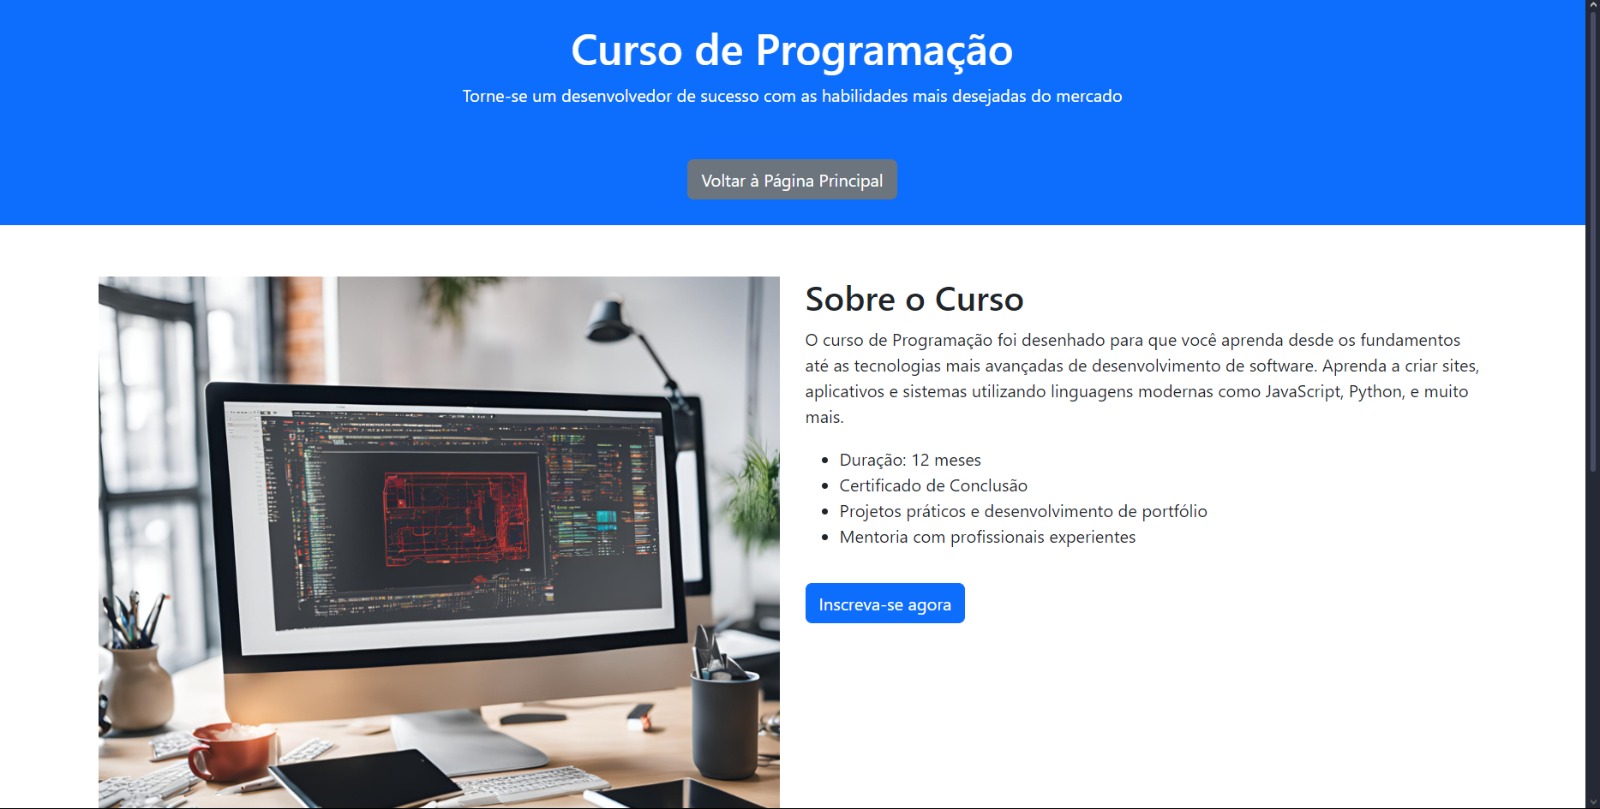 Curso de Programação
Torne-se um desenvolvedor de sucesso com as habilidades mais desejadas do mercado
Voltar à Página Principal
Sobre o Curso
O curso de Programação foi desenhado para que você aprenda desde os fundamentos
até as tecnologias mais avançadas de desenvolvimento de software. Aprenda a criar sites,
aplicativos e sistemas utilizando linguagens modernas como JavaScript, Python, e muito
mais.
Duração: 12 meses
Certificado de Conclusão
Projetos práticos e desenvolvimento de portfólio
Mentoria com profissionais experientes
Inscreva-se agora